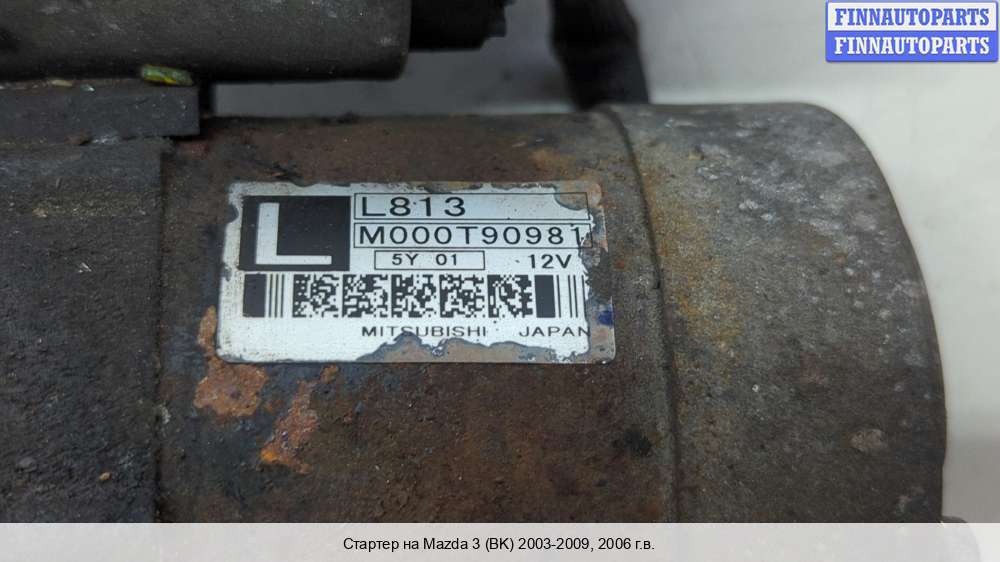 FINNAUTOPARTS
FINNAUTOPARTS
L
L813
M000T90981
5Y 01 12V
MITSUBISHI JAPAN
Стартер на Mazda 3 (BK) 2003-2009, 2006 г.в.